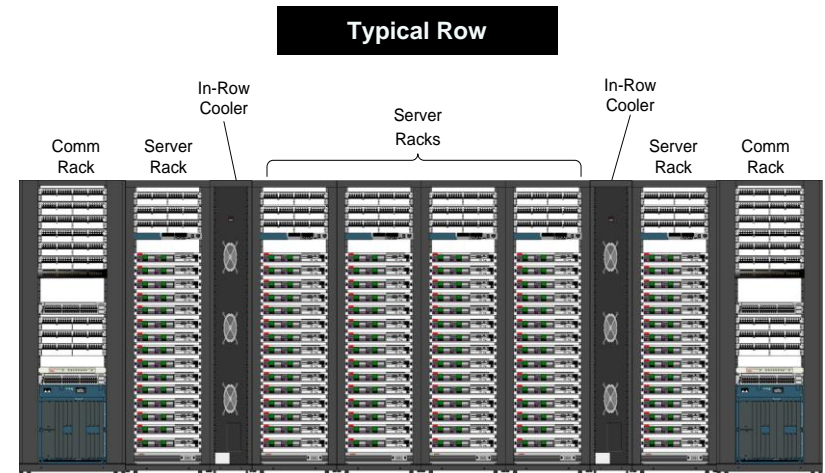 Typical Row
In-Row
Cooler
In-Row
Cooler
Server
Racks
Comm
Rack
Server
Rack
Server
Rack
Comm
Rack